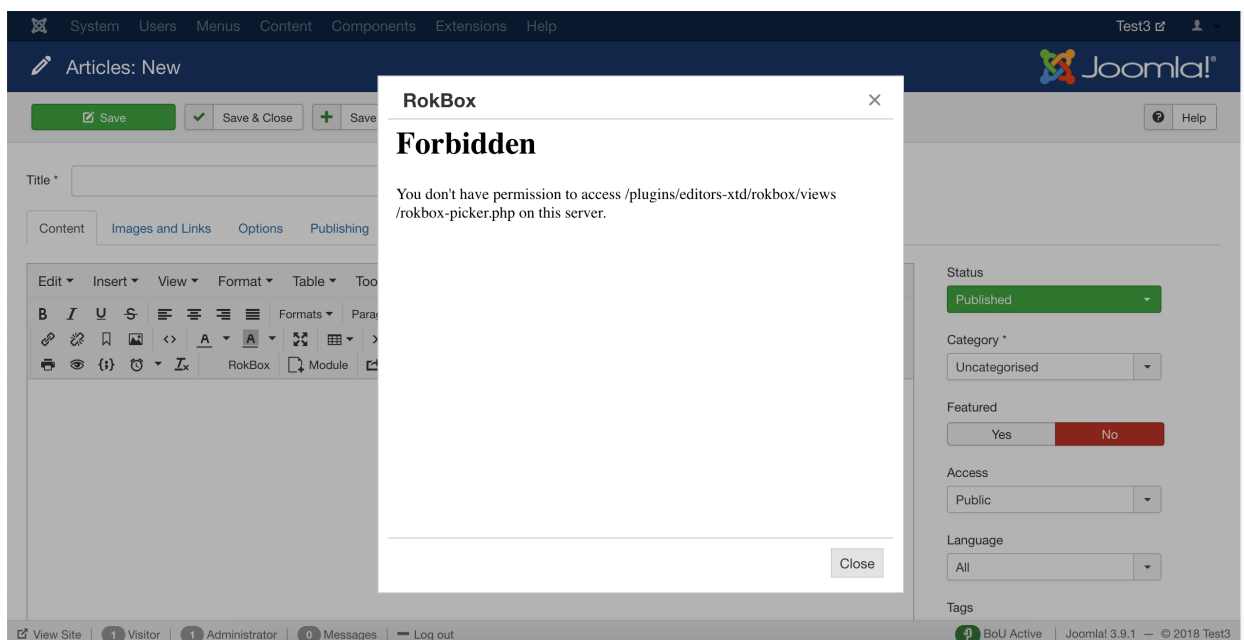 System Users Menus Content Components Extensions Help Test3
Articles: New Joomla!®
Save Save & Close Save Help
RokBox ×
Forbidden
You don't have permission to access /plugins/editors-xtd/rokbox/views
/rokbox-picker.php on this server.
Close
Title *
Content Images and Links Options Publishing
Edit Insert View Format Table Too
B I U S Formats Parag
A A
RokBox Module
Status
Published
Category *
Uncategorised
Featured
Yes No
Access
Public
Language
All
Tags
View Site 1 Visitor 1 Administrator 0 Messages Log out BoU Active Joomla! 3.9.1 — © 2018 Test3